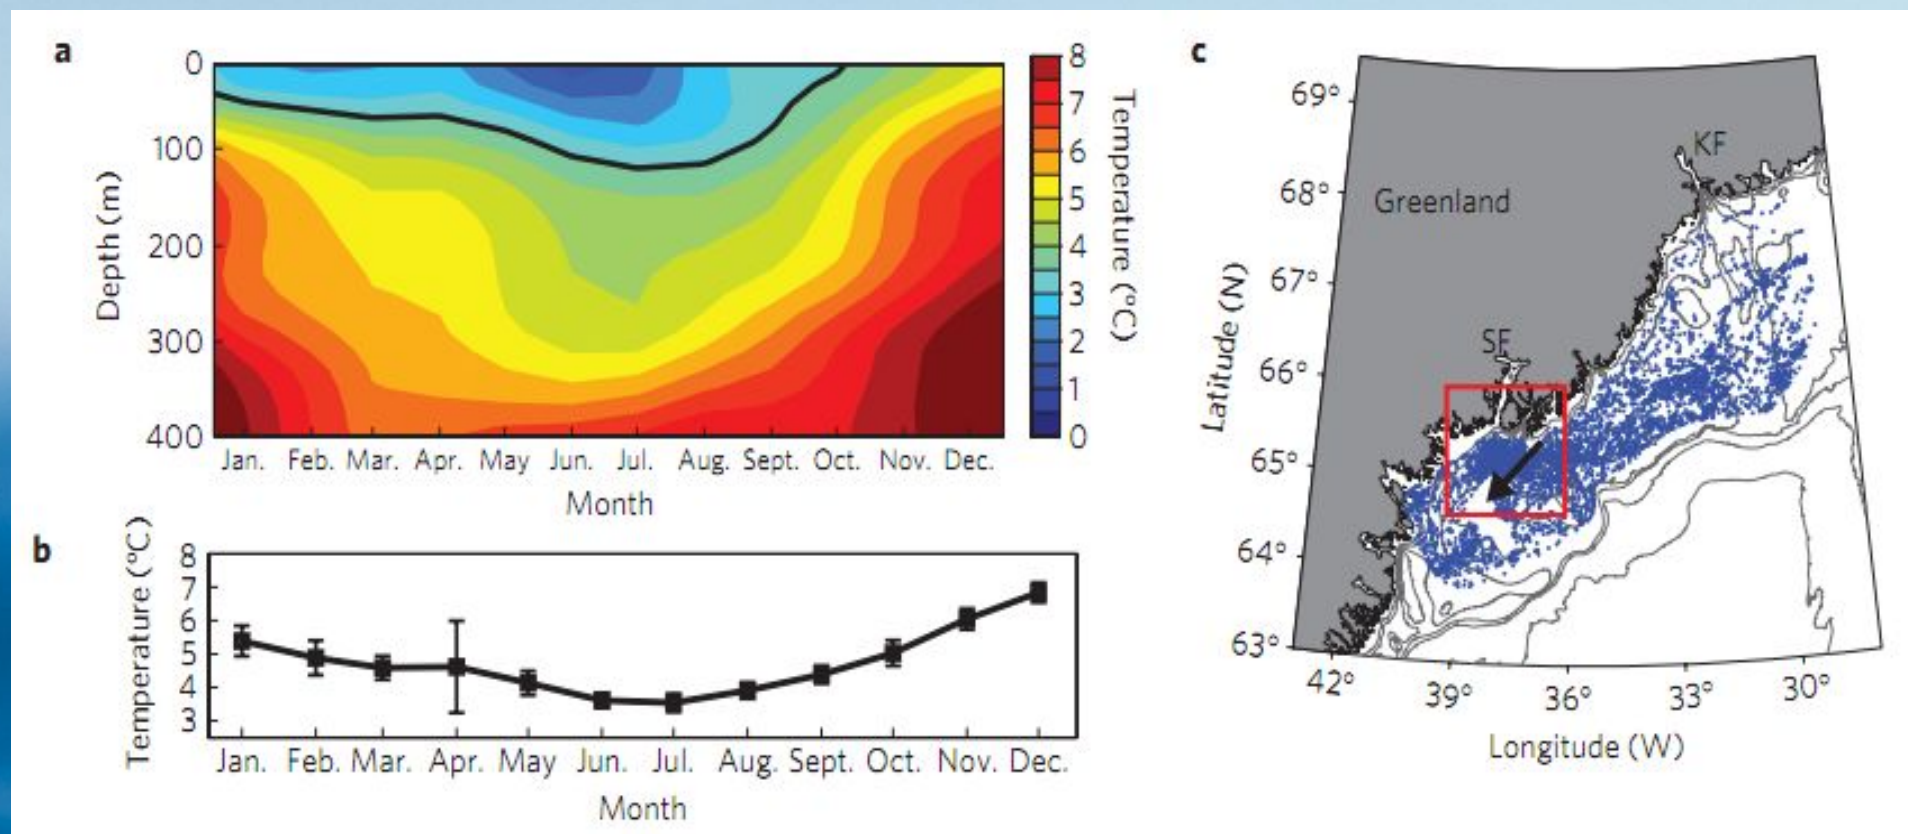 a
0
100
200
300
400
Depth (m)
Jan. Feb. Mar. Apr. May Jun. Jul. Aug. Sept. Oct. Nov. Dec.
Month
8
7
6
5
4
3
2
1
0
Temperature (°C)
b
8
7
6
5
4
3
Temperature (°C)
Jan. Feb. Mar. Apr. May Jun. Jul. Aug. Sept. Oct. Nov. Dec.
Month
c
69°
68°
67°
66°
65°
64°
63°
Latitude (N)
KF
Greenland
SF
42° 39° 36° 33° 30°
Longitude (W)